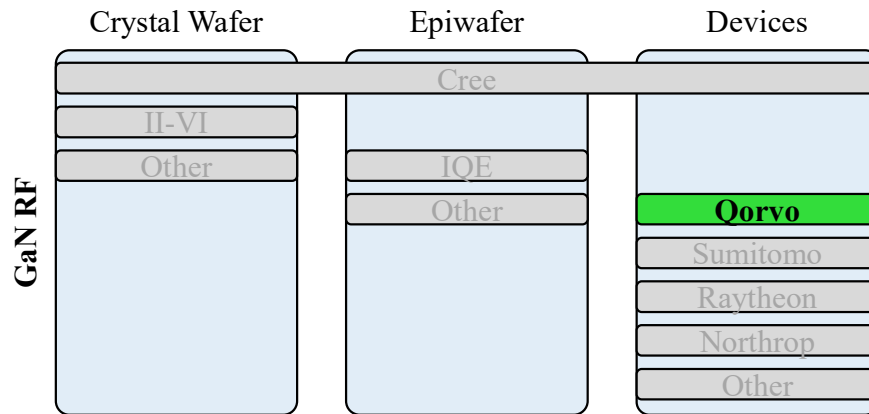 Crystal Wafer Epiwafer Devices
Cree
II-VI
Other IQE
Other Qorvo
Sumitomo
Raytheon
Northrop
Other
GaN RF